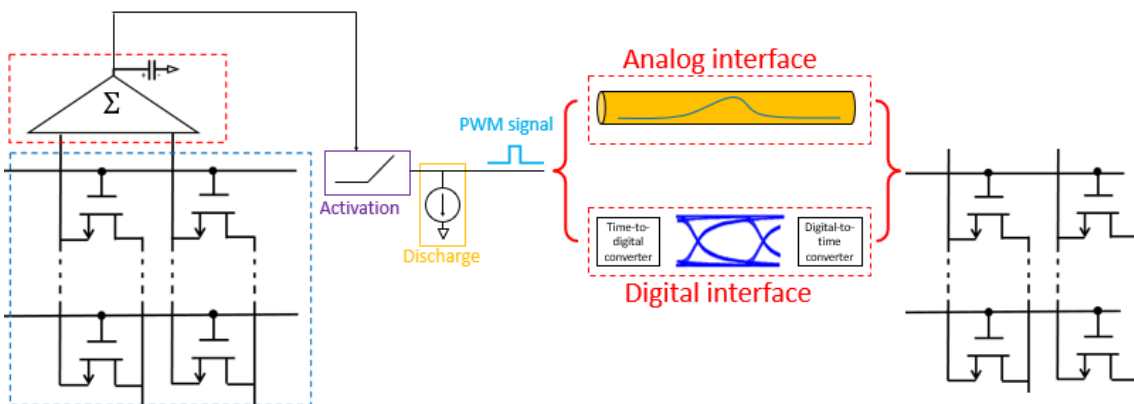 Σ
+ -
Analog interface
PWM signal
Activation
Discharge
Time-to-
digital
converter
Digital-to-
time
converter
Digital interface